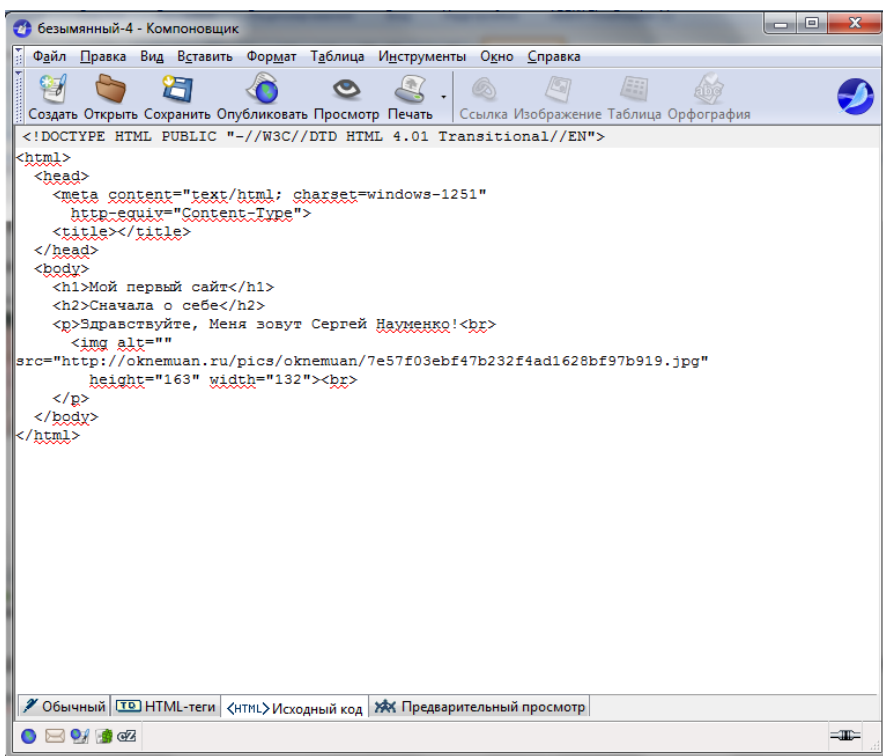 безымянный-4 - Компоновщик
Файл Правка Вид Вставить Формат Таблица Инструменты Окно Справка
Создать Открыть Сохранить Опубликовать Просмотр Печать Ссылка Изображение Таблица Орфография
<!DOCTYPE HTML PUBLIC "-//W3C//DTD HTML 4.01 Transitional//EN">
<html>
<head>
<meta content="text/html; charset=windows-1251"
http-equiv="Content-Type">
<title></title>
</head>
<body>
<h1>Мой первый сайт</h1>
<h2>Сначала о себе</h2>
<p>Здравствуйте, Меня зовут Сергей Науменко!<br>
<img alt=""
src="http://oknemuan.ru/pics/oknemuan/7e57f03ebf47b232f4ad1628bf97b919.jpg"
height="163" width="132"><br>
</p>
</body>
</html>
Обычный TD HTML-теги <HTML> Исходный код Предварительный просмотр
cZ